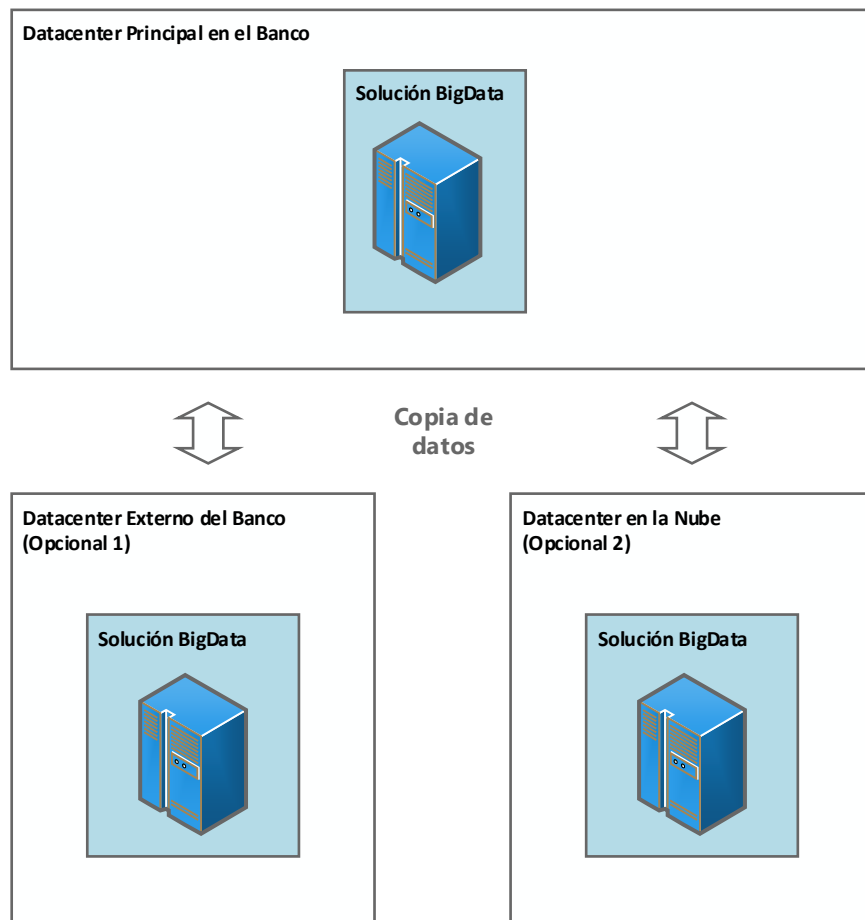 Datacenter Principal en el Banco
Solución BigData
Copia de
datos
Datacenter Externo del Banco
(Opcional 1)
Datacenter en la Nube
(Opcional 2)
Solución BigData
Solución BigData